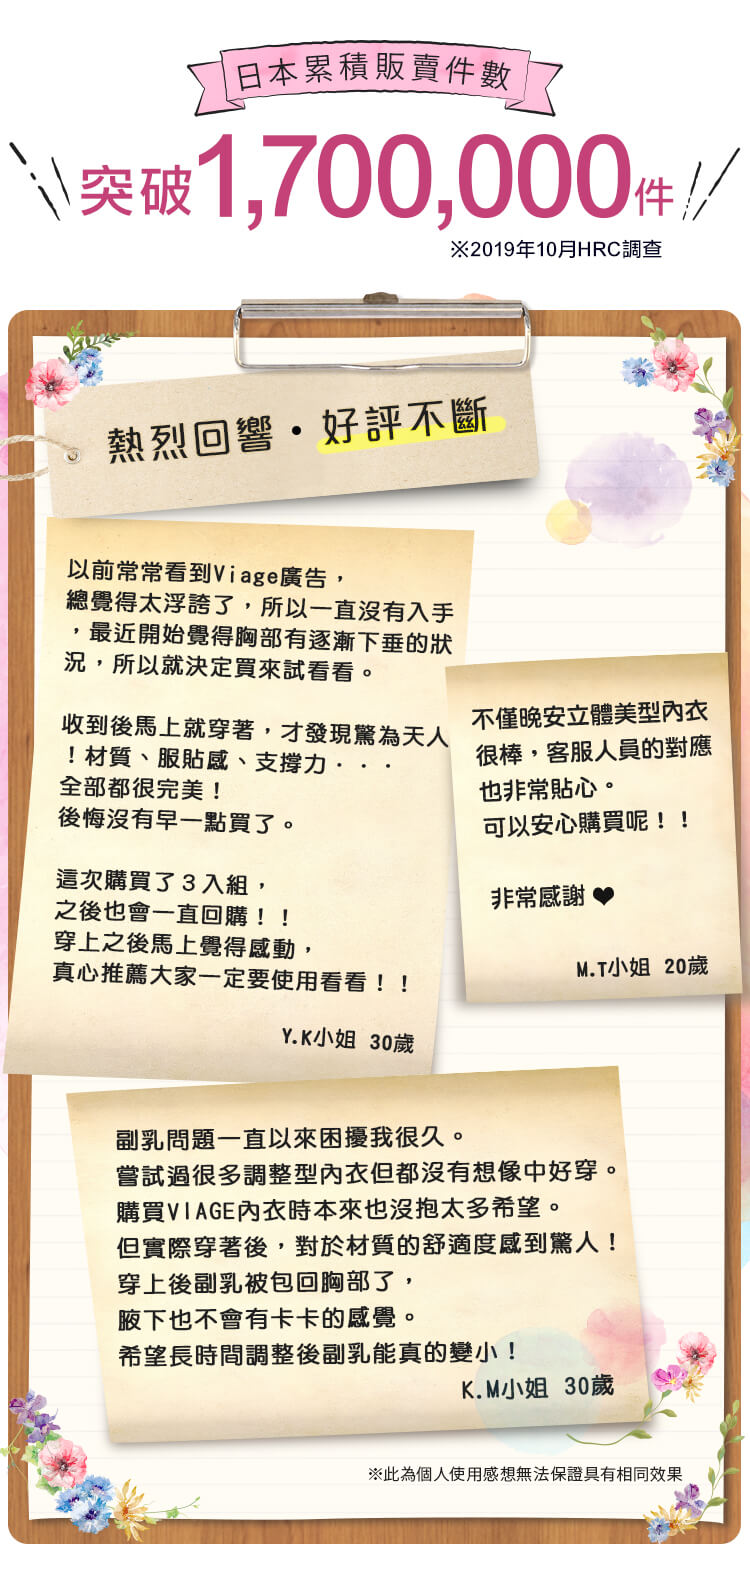 日本累積販賣件數
突破1,700,000件
※2019年10月HRC調查
熱烈回響・好評不斷
以前常常看到Viage廣告，
總覺得太浮誇了，所以一直沒有入手
，最近開始覺得胸部有逐漸下垂的狀
況，所以就決定買來試看看。
收到後馬上就穿著，才發現驚為天人
！材質、服貼感、支撐力・・・
全部都很完美！
後悔沒有早一點買了。
這次購買了３入組，
之後也會一直回購！！
穿上之後馬上覺得感動，
真心推薦大家一定要使用看看！！
Y.K小姐 30歲
不僅晚安立體美型內衣
很棒，客服人員的對應
也非常貼心。
可以安心購買呢！！
非常感謝❤
M.T小姐 20歲
副乳問題一直以來困擾我很久。
嘗試過很多調整型內衣但都沒有想像中好穿。
購買VIAGE內衣時本來也沒抱太多希望。
但實際穿著後，對於材質的舒適度感到驚人！
穿上後副乳被包回胸部了，
腋下也不會有卡卡的感覺。
希望長時間調整後副乳能真的變小！
K.M小姐 30歲
※此為個人使用感想無法保證具有相同效果